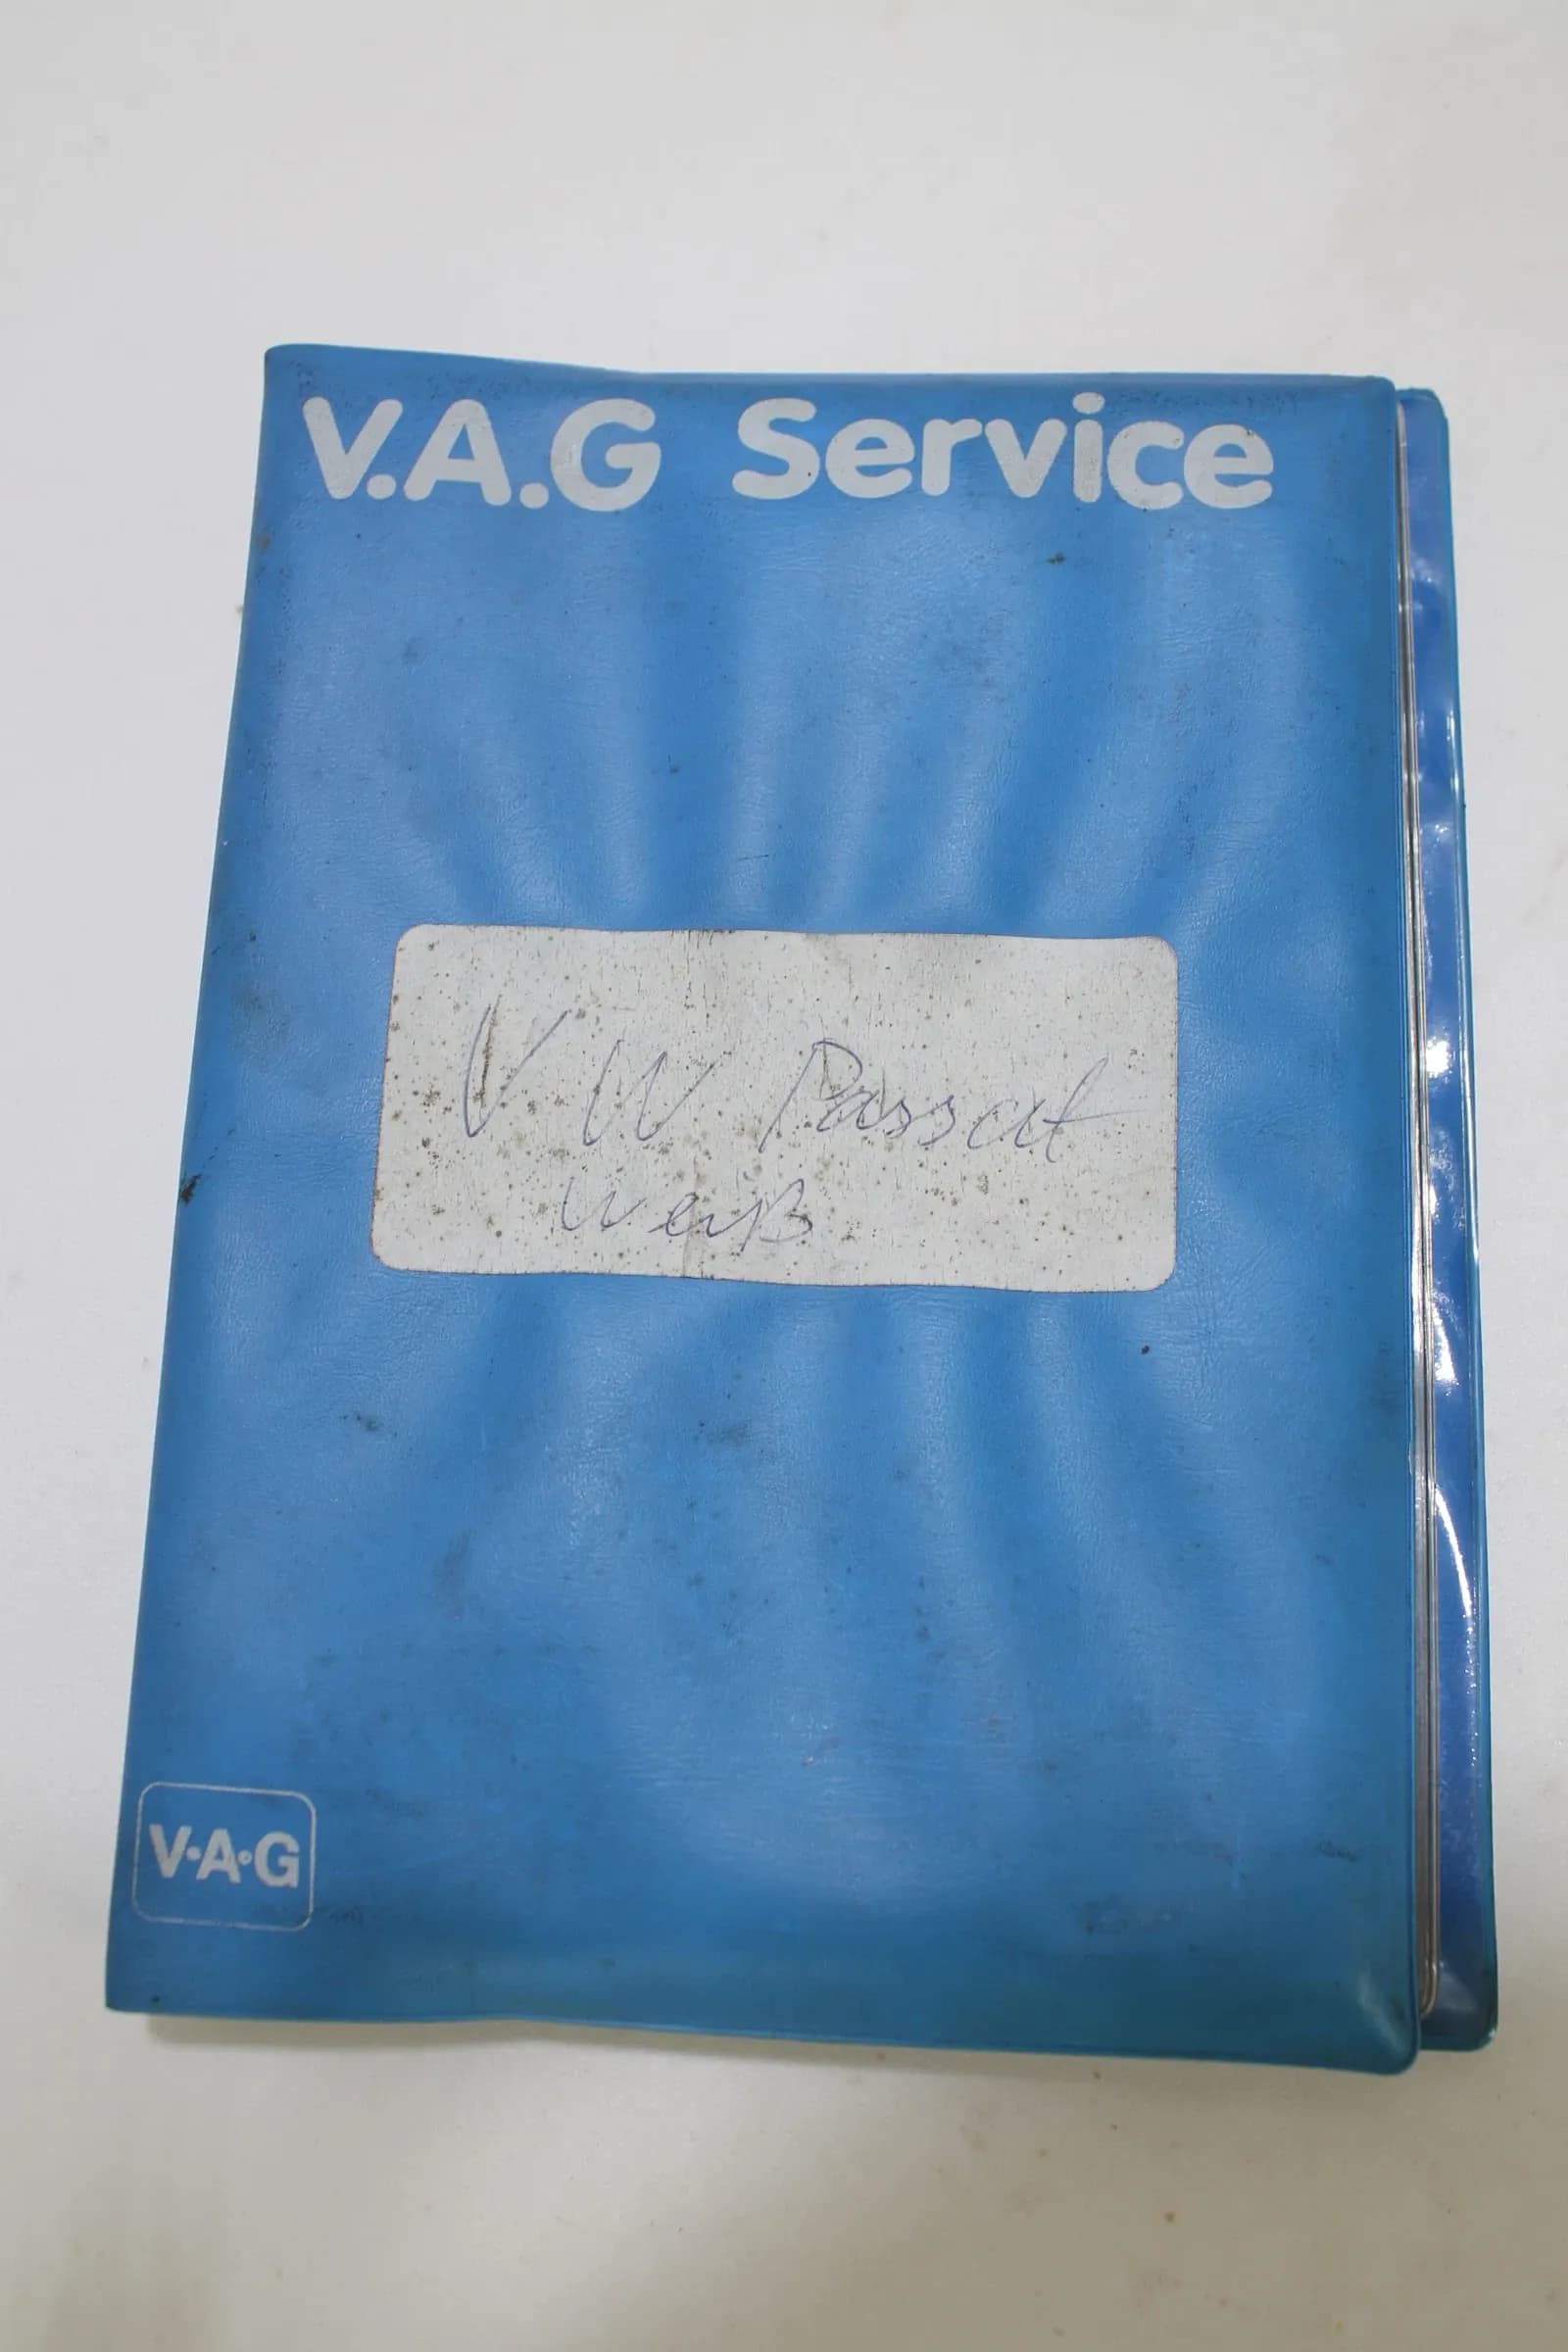 V.A.G Service
VW Passat
weiß
V·A·G